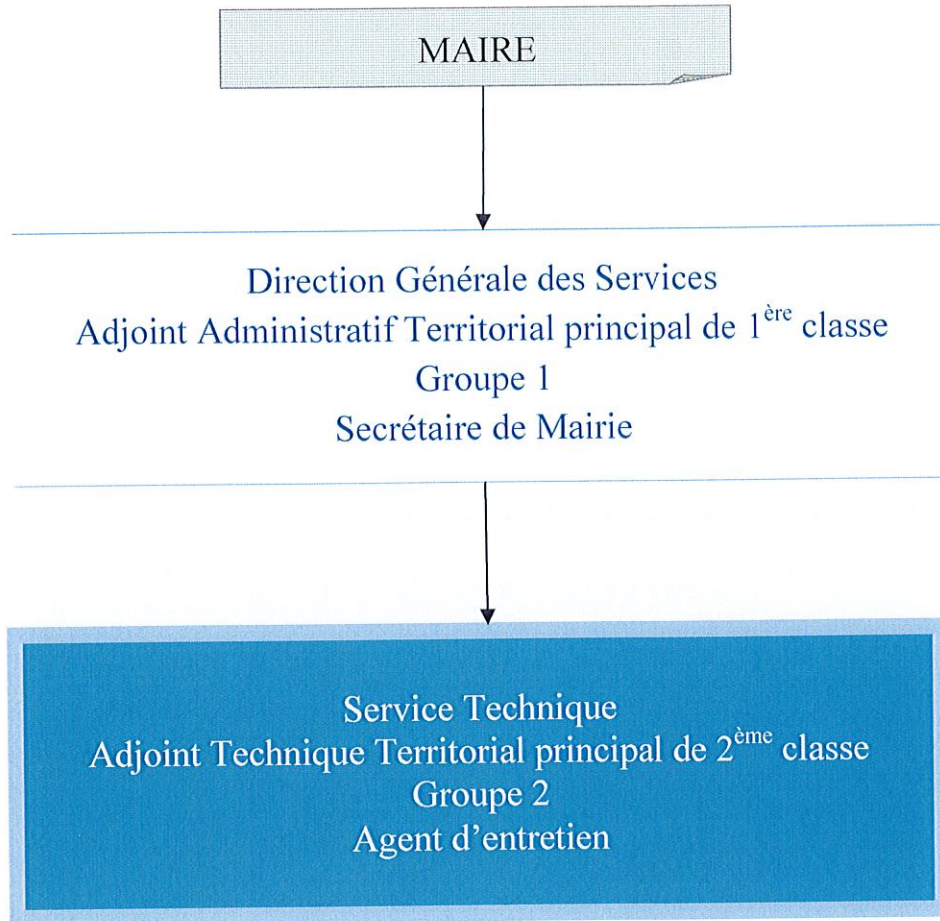 MAIRE
Direction Générale des Services
Adjoint Administratif Territorial principal de 1ère classe
Groupe 1
Secrétaire de Mairie
Service Technique
Adjoint Technique Territorial principal de 2ème classe
Groupe 2
Agent d’entretien